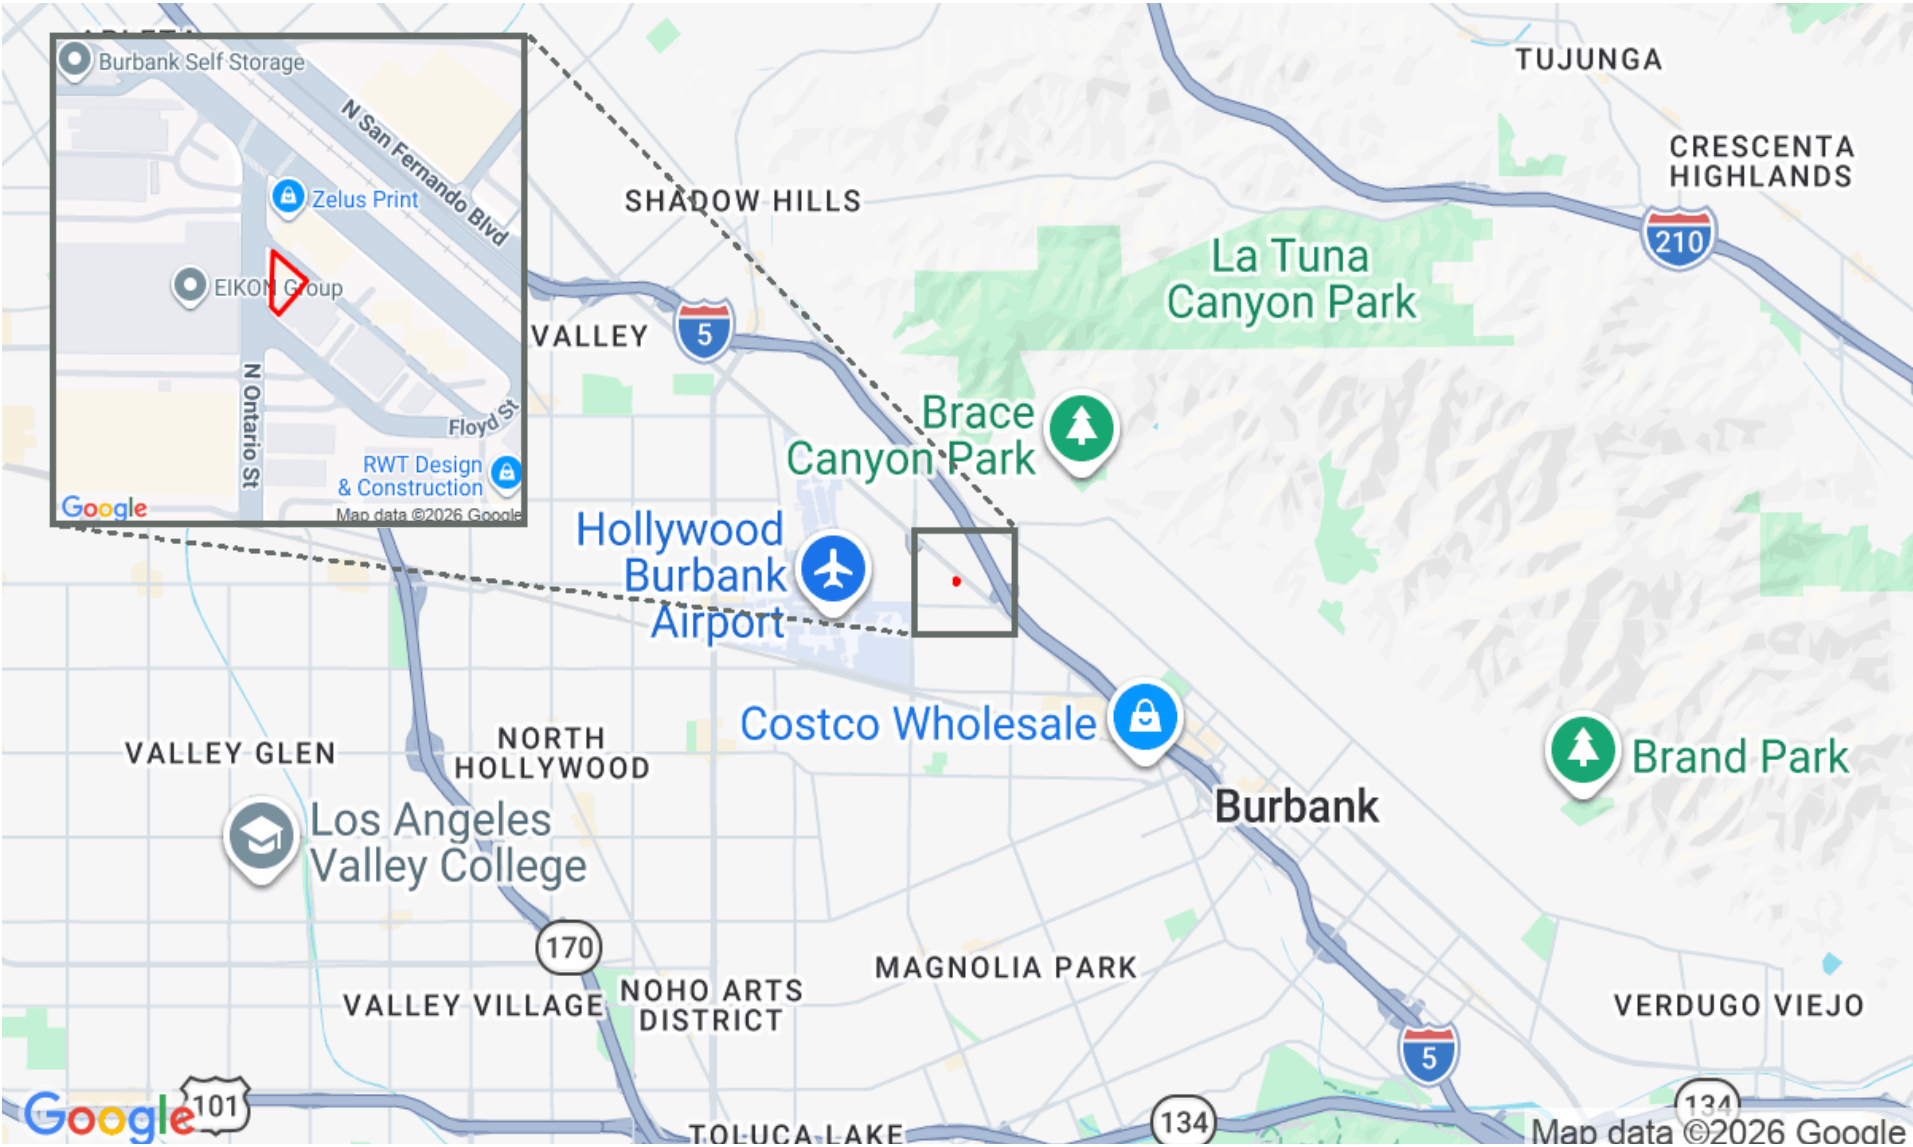 Burbank Self Storage
N San Fernando Blvd
Zelus Print
EIKON Group
N Ontario St
Floyd St
RWT Design
& Construction
Google
Map data ©2026 Google
TUJUNGA
CRESCENTA
HIGHLANDS
SHADOW HILLS
210
La Tuna
Canyon Park
VALLEY
5
Brace
Canyon Park
Hollywood
Burbank
Airport
Costco Wholesale
NORTH
HOLLYWOOD
VALLEY GLEN
Brand Park
Burbank
Los Angeles
Valley College
170
MAGNOLIA PARK
NOHO ARTS
DISTRICT
VALLEY VILLAGE
VERDUGO VIEJO
5
Google
101
134
134
TOLUCA LAKE
Map data ©2026 Google